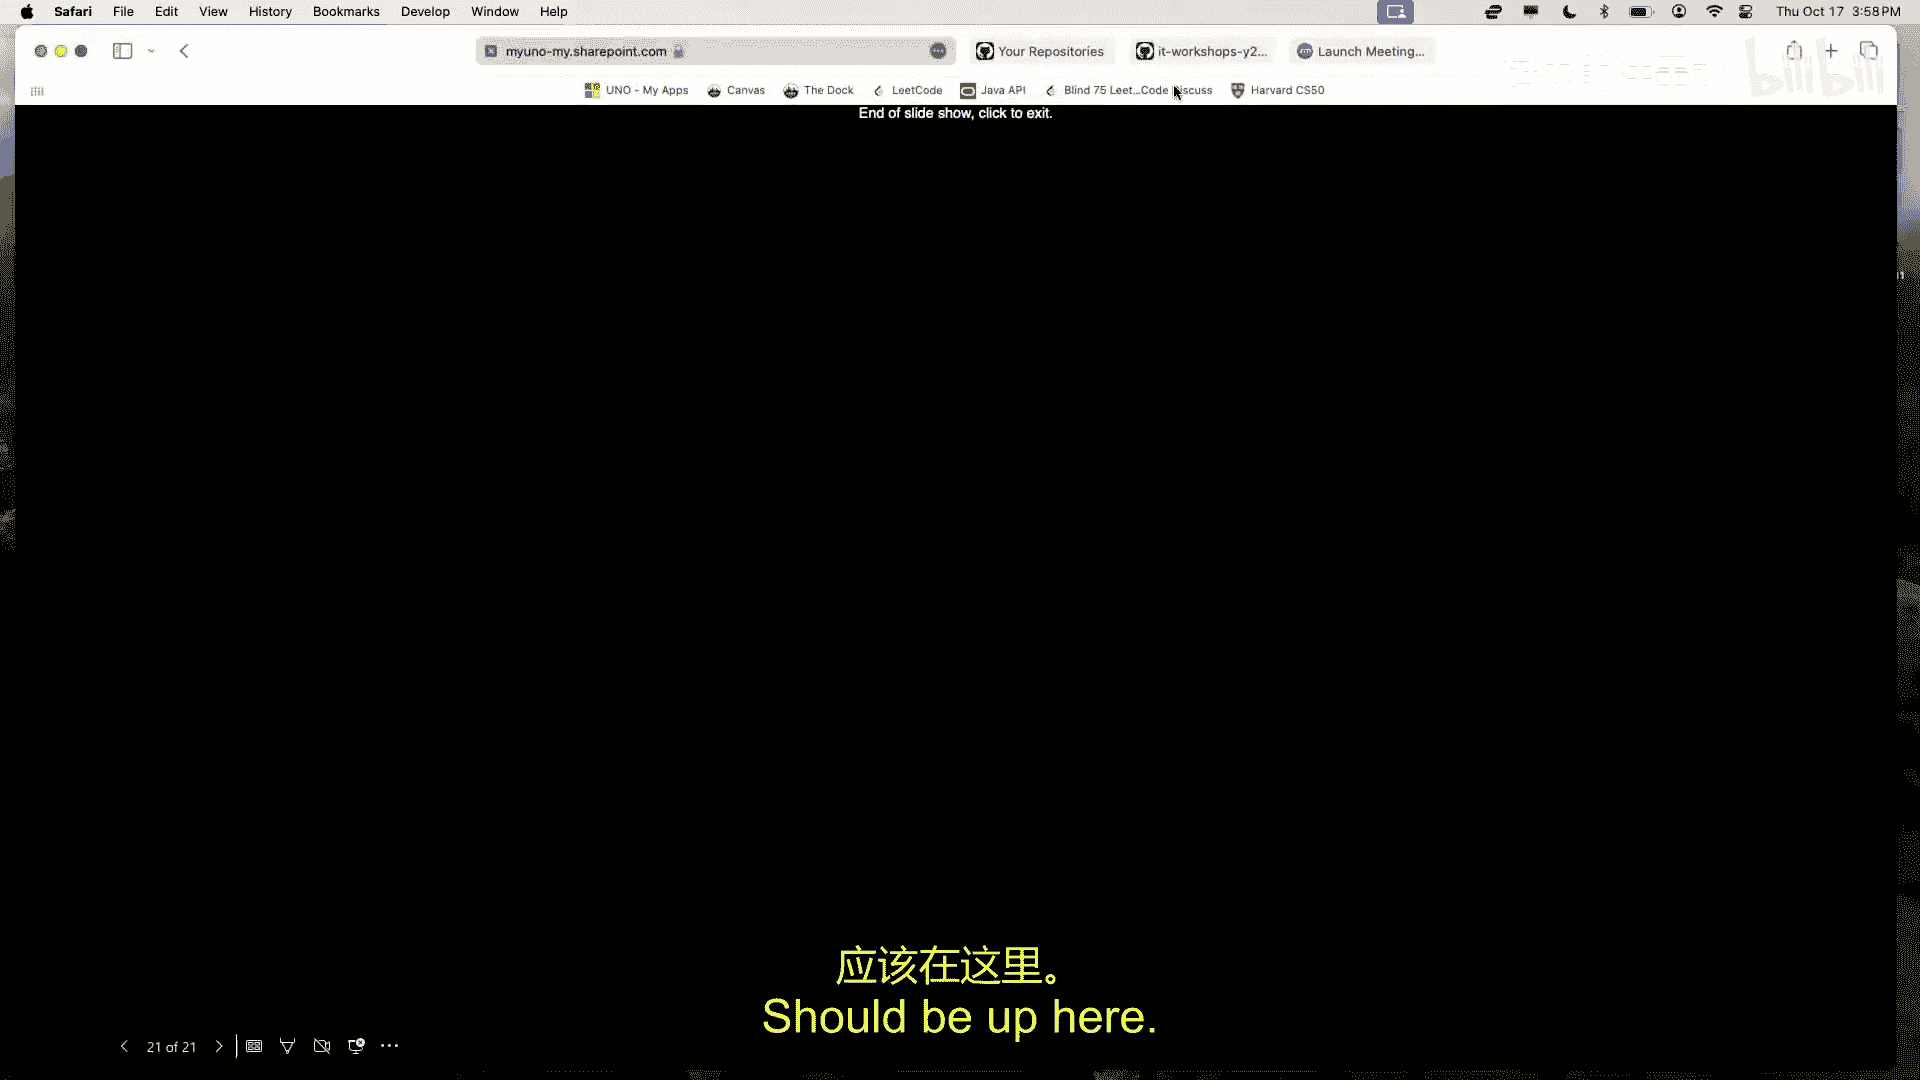 Safari File Edit View History Bookmarks Develop Window Help Thu Oct 17 3:58 PM
myuno-my.sharepoint.com Your Repositories it-workshops-y2... Launch Meeting...
bilibili
UNO - My Apps Canvas The Dock LeetCode Java API Blind 75 Leet...Code Discuss Harvard CS50
End of slide show, click to exit.
应该在这里。
Should be up here.
21 of 21